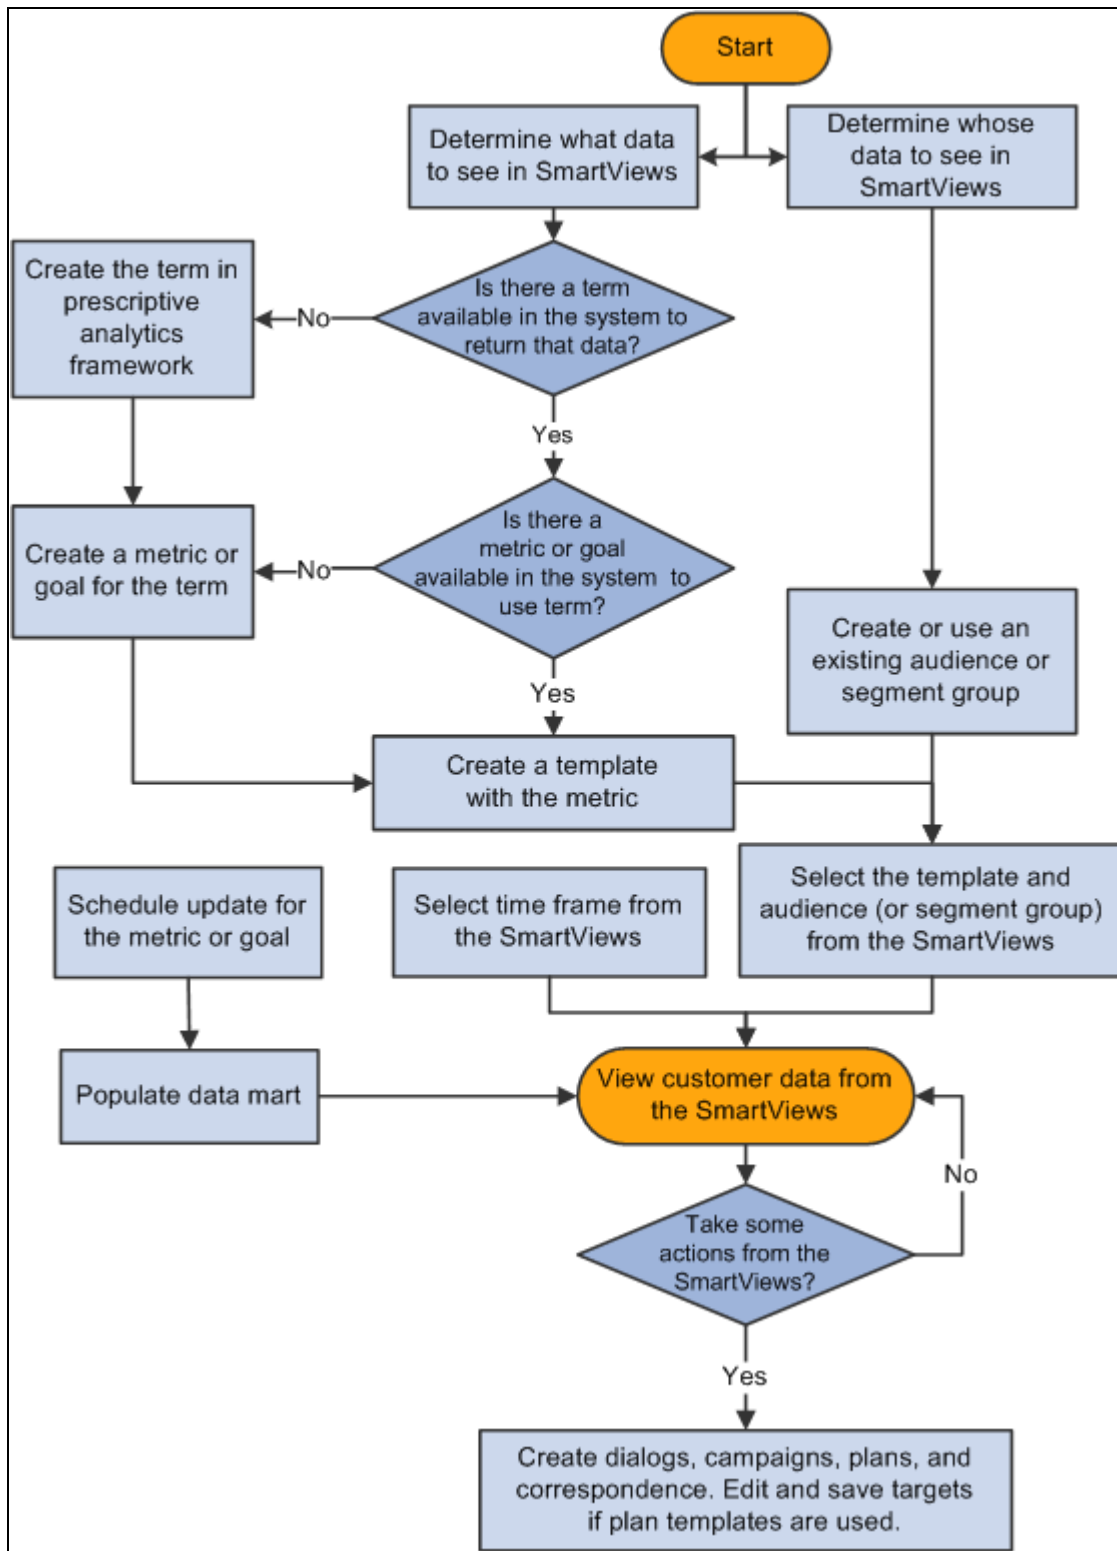 Start
Determine what data
to see in SmartViews
Determine whose
data to see in
SmartViews
Create the term in
prescriptive
analytics
framework
No
Is there a term
available in the system to
return that data?
Yes
Create a metric or
goal for the term
No
Is there a
metric or goal
available in the system to
use term?
Yes
Create or use an
existing audience or
segment group
Create a template
with the metric
Schedule update for
the metric or goal
Select time frame from
the SmartViews
Select the template and
audience (or segment group)
from the SmartViews
Populate data mart
View customer data from
the SmartViews
No
Take some
actions from the
SmartViews?
Yes
Create dialogs, campaigns, plans, and
correspondence. Edit and save targets
if plan templates are used.